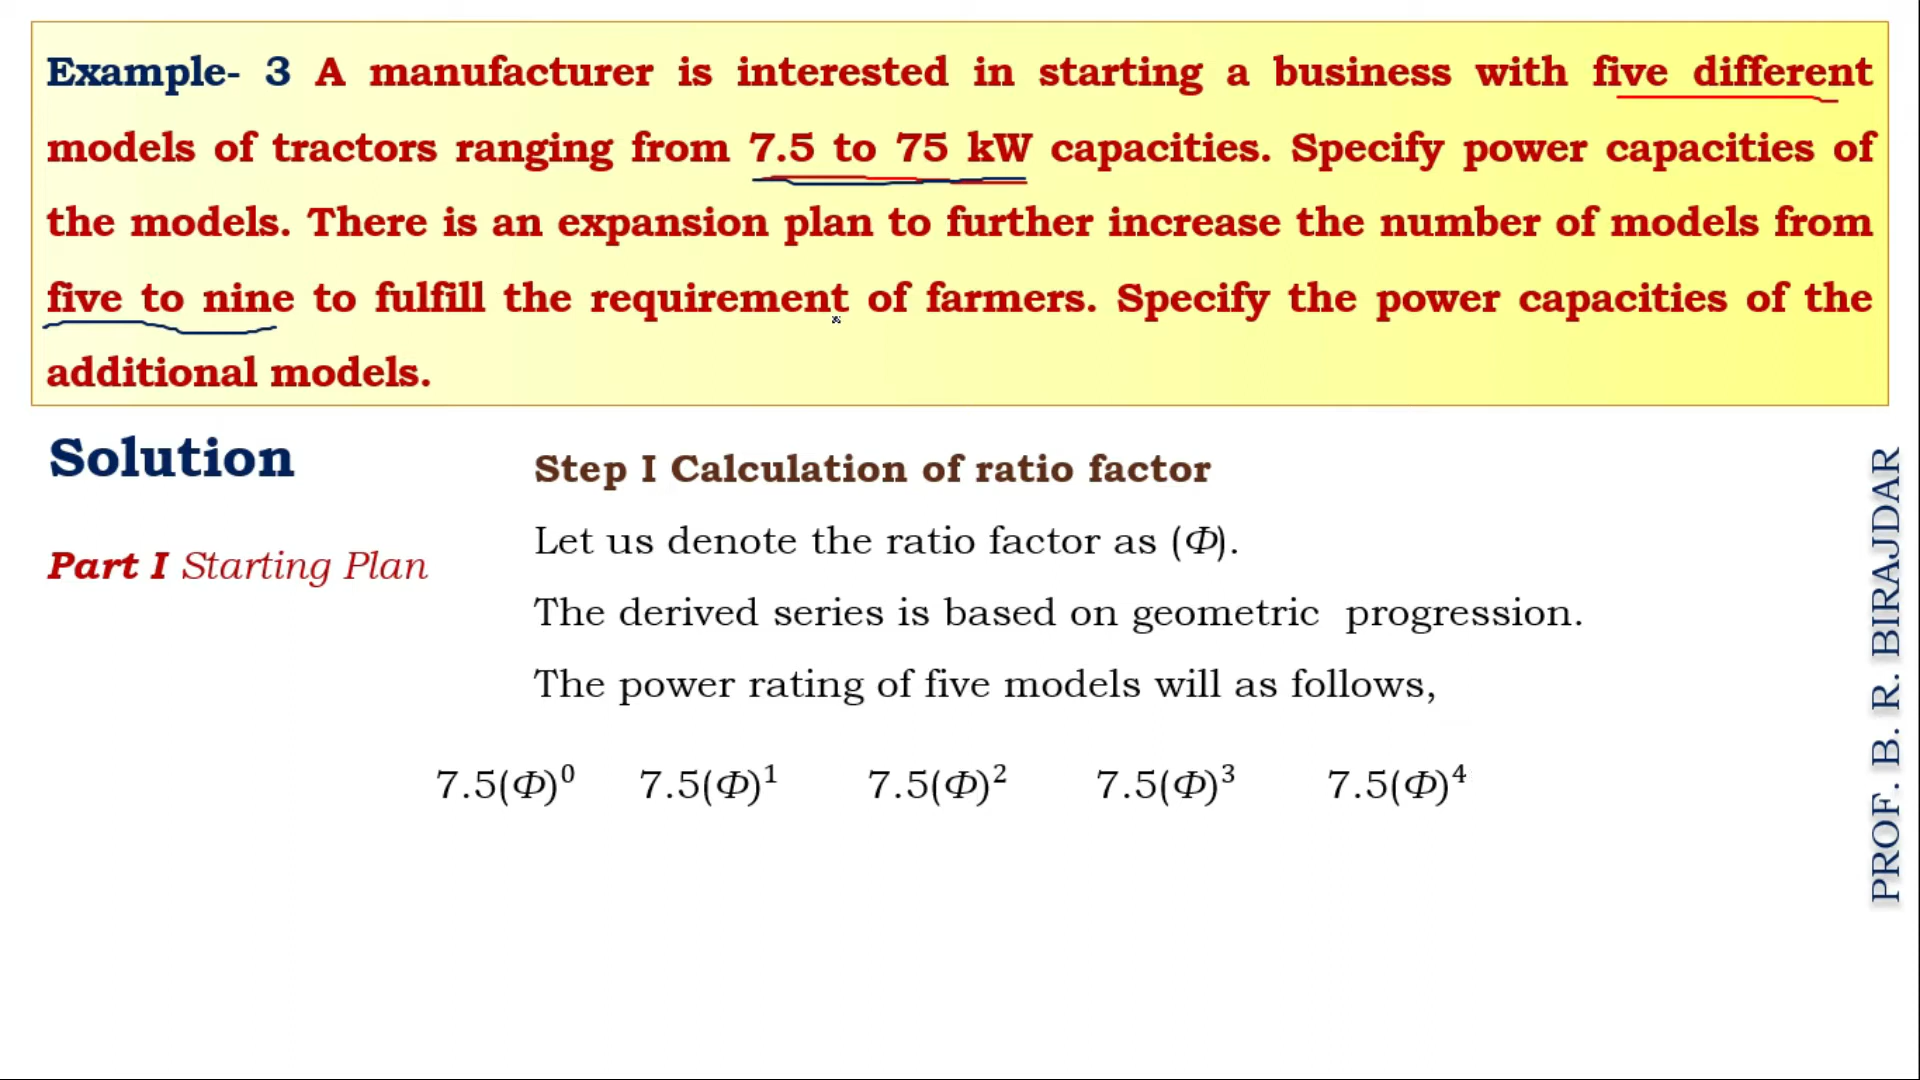 Example- 3 A manufacturer is interested in starting a business with five different
models of tractors ranging from 7.5 to 75 kW capacities. Specify power capacities of
the models. There is an expansion plan to further increase the number of models from
five to nine to fulfill the requirement of farmers. Specify the power capacities of the
additional models.
Solution
Step I Calculation of ratio factor
Let us denote the ratio factor as (Φ).
Part I Starting Plan
The derived series is based on geometric progression.
The power rating of five models will as follows,
7.5(Φ)⁰ 7.5(Φ)¹ 7.5(Φ)² 7.5(Φ)³ 7.5(Φ)⁴
PROF. B. R. BIRAJDAR